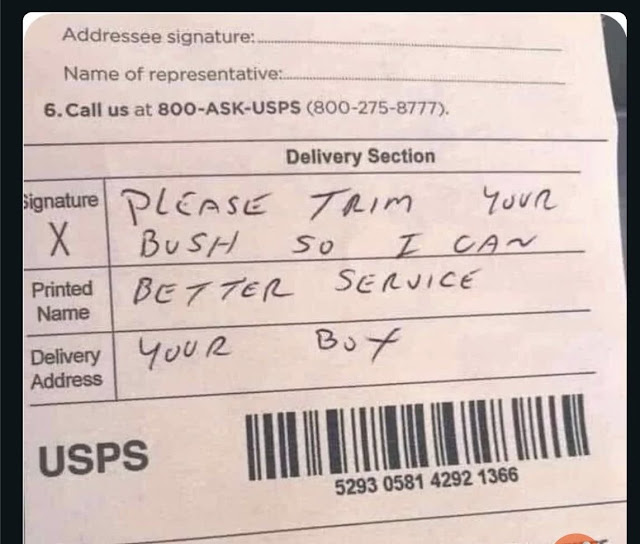 Addressee signature:
Name of representative:
6. Call us at 800-ASK-USPS (800-275-8777).
Delivery Section
Signature X
PLEASE TRIM YOUR
BUSH SO I CAN
Printed Name
BETTER SERVICE
Delivery Address
YOUR BOX
USPS
5293 0581 4292 1366